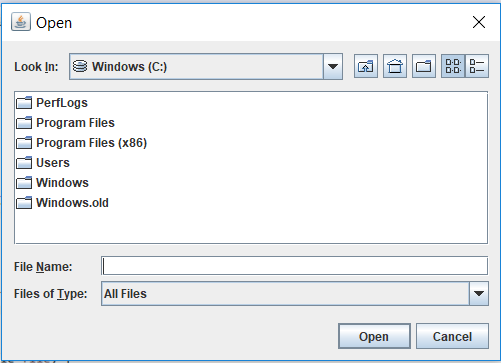 Open
Look In: Windows (C:)
PerfLogs
Program Files
Program Files (x86)
Users
Windows
Windows.old
File Name:
Files of Type: All Files
Open Cancel